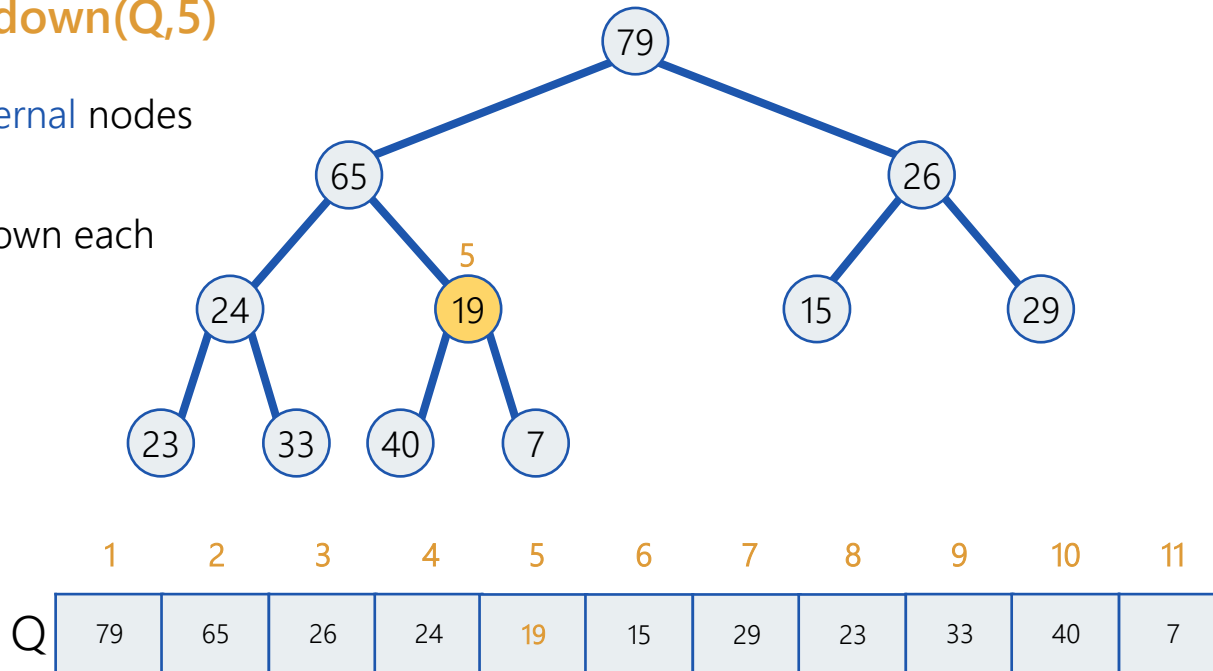 down(Q,5)
ernal nodes
own each
79
65 26
5
24 19 15 29
23 33 40 7
1 2 3 4 5 6 7 8 9 10 11
Q 79 65 26 24 19 15 29 23 33 40 7